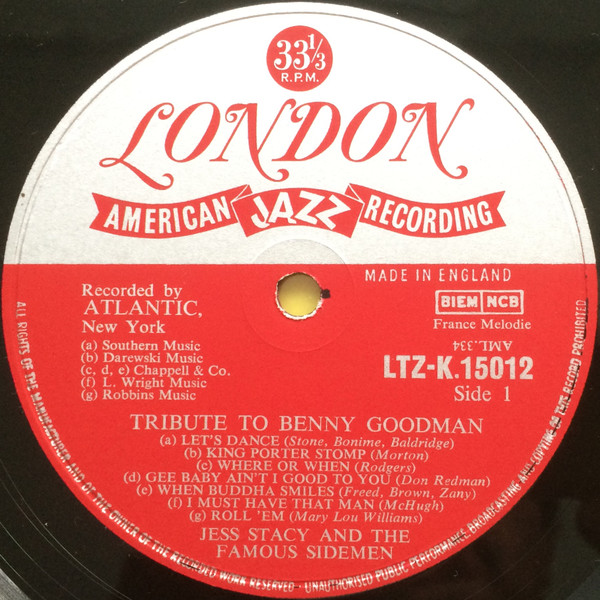 33⅓
R.P.M.
LONDON
AMERICAN JAZZ RECORDING
MADE IN ENGLAND
Recorded by
ATLANTIC,
New York
(a) Southern Music
(b) Darewski Music
(c, d, e) Chappell & Co.
(f) L. Wright Music
(g) Robbins Music
BIEM NCB
France Melodie
AML.334
LTZ-K.15012
Side 1
TRIBUTE TO BENNY GOODMAN
(a) LET'S DANCE (Stone, Bonime, Baldridge)
(b) KING PORTER STOMP (Morton)
(c) WHERE OR WHEN (Rodgers)
(d) GEE BABY AIN'T I GOOD TO YOU (Don Redman)
(e) WHEN BUDDHA SMILES (Freed, Brown, Zany)
(f) I MUST HAVE THAT MAN (McHugh)
(g) ROLL 'EM (Mary Lou Williams)
JESS STACY AND THE
FAMOUS SIDEMEN
ALL RIGHTS OF THE MANUFACTURER AND OF THE OWNER OF THE RECORDED WORK RESERVED - UNAUTHORISED PUBLIC PERFORMANCE, BROADCASTING AND COPYING OF THIS RECORD PROHIBITED